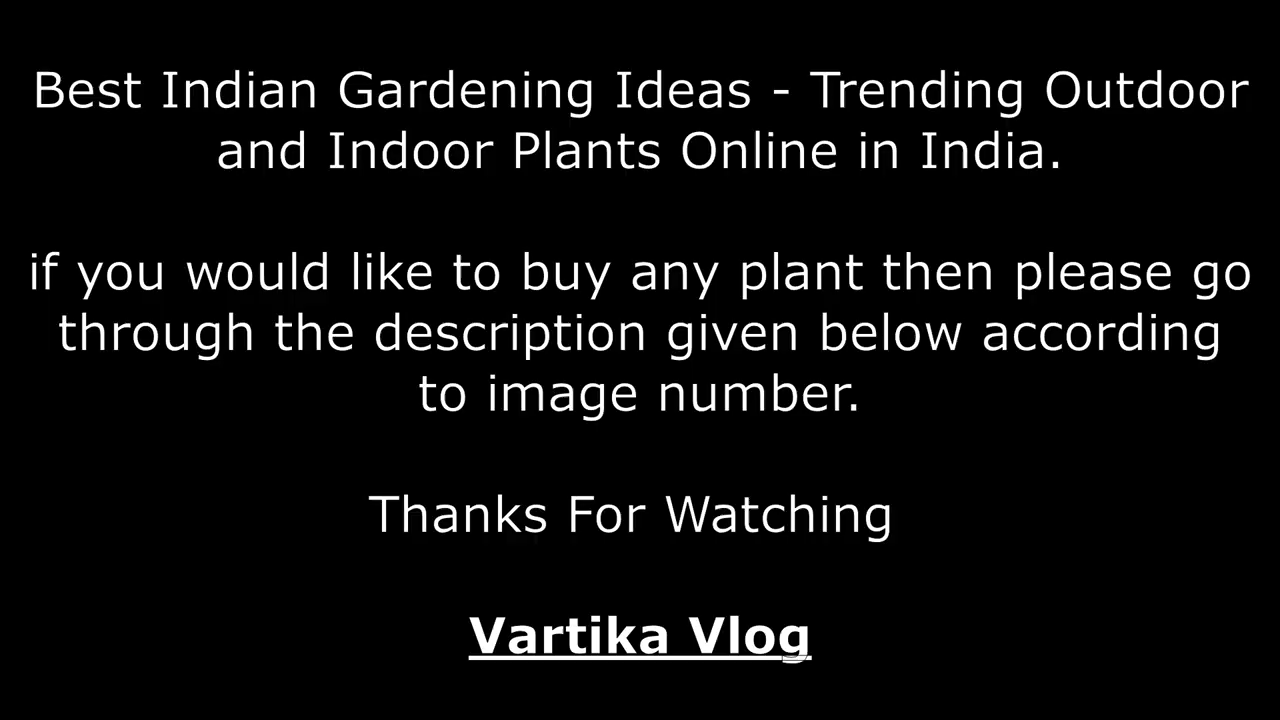 Best Indian Gardening Ideas - Trending Outdoor
and Indoor Plants Online in India.
if you would like to buy any plant then please go
through the description given below according
to image number.
Thanks For Watching
Vartika Vlog